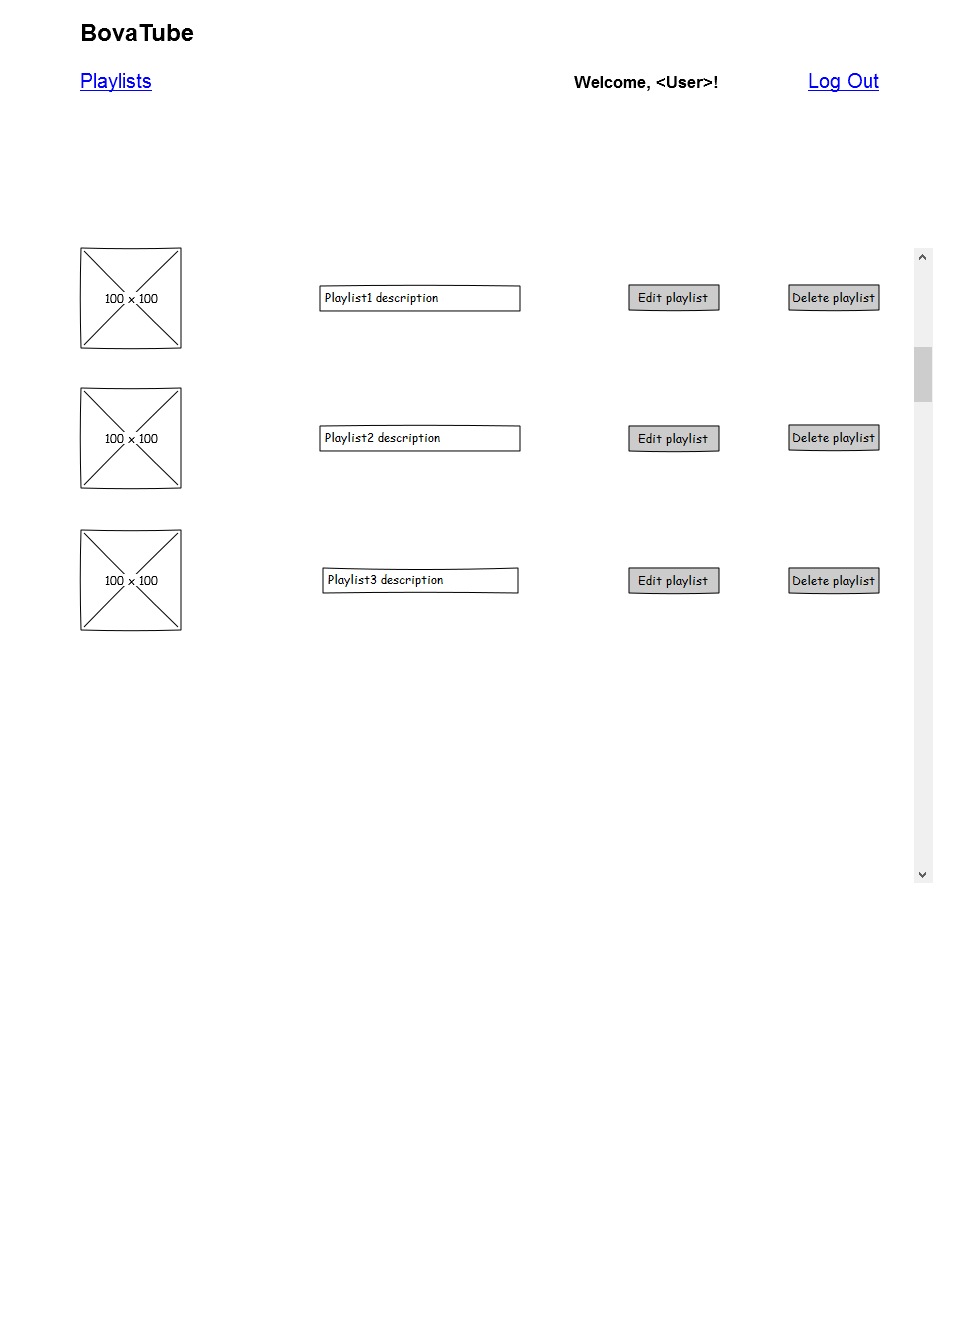 BovaTube
Playlists Welcome, <User>! Log Out
100 x 100 Playlist1 description Edit playlist Delete playlist
100 x 100 Playlist2 description Edit playlist Delete playlist
100 x 100 Playlist3 description Edit playlist Delete playlist